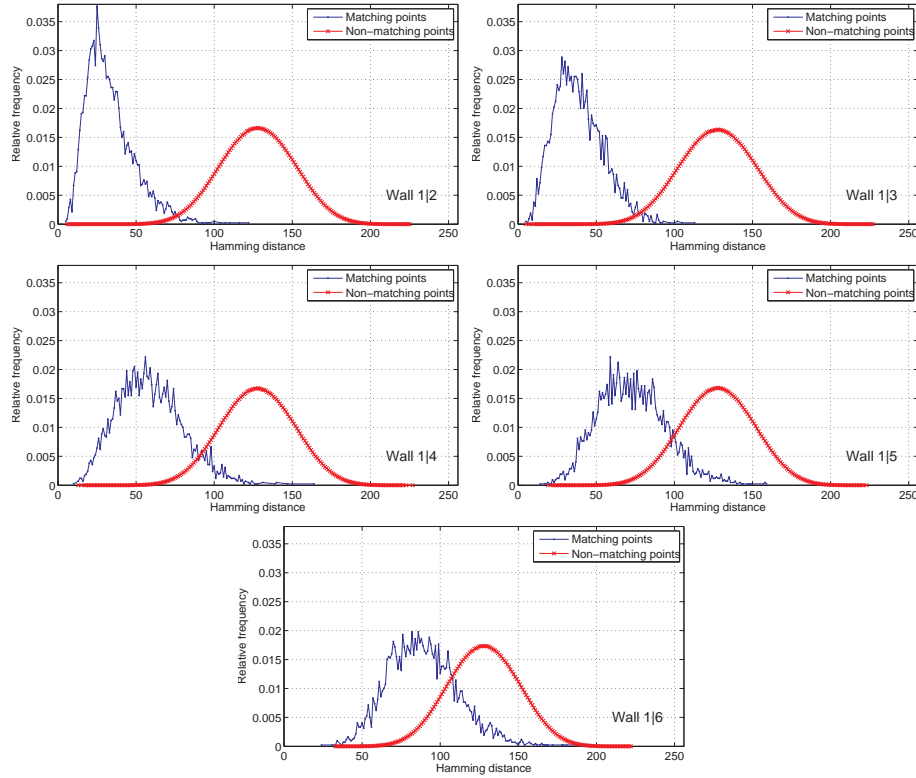 0.035
0.03
0.025
0.02
0.015
0.01
0.005
0
Relative frequency
Matching points
Non-matching points
Wall 1|2
0 50 100 150 200 250
Hamming distance
0.035
0.03
0.025
0.02
0.015
0.01
0.005
0
Relative frequency
Matching points
Non-matching points
Wall 1|3
0 50 100 150 200 250
Hamming distance
0.035
0.03
0.025
0.02
0.015
0.01
0.005
0
Relative frequency
Matching points
Non-matching points
Wall 1|4
0 50 100 150 200 250
Hamming distance
0.035
0.03
0.025
0.02
0.015
0.01
0.005
0
Relative frequency
Matching points
Non-matching points
Wall 1|5
0 50 100 150 200 250
Hamming distance
0.035
0.03
0.025
0.02
0.015
0.01
0.005
0
Relative frequency
Matching points
Non-matching points
Wall 1|6
0 50 100 150 200 250
Hamming distance